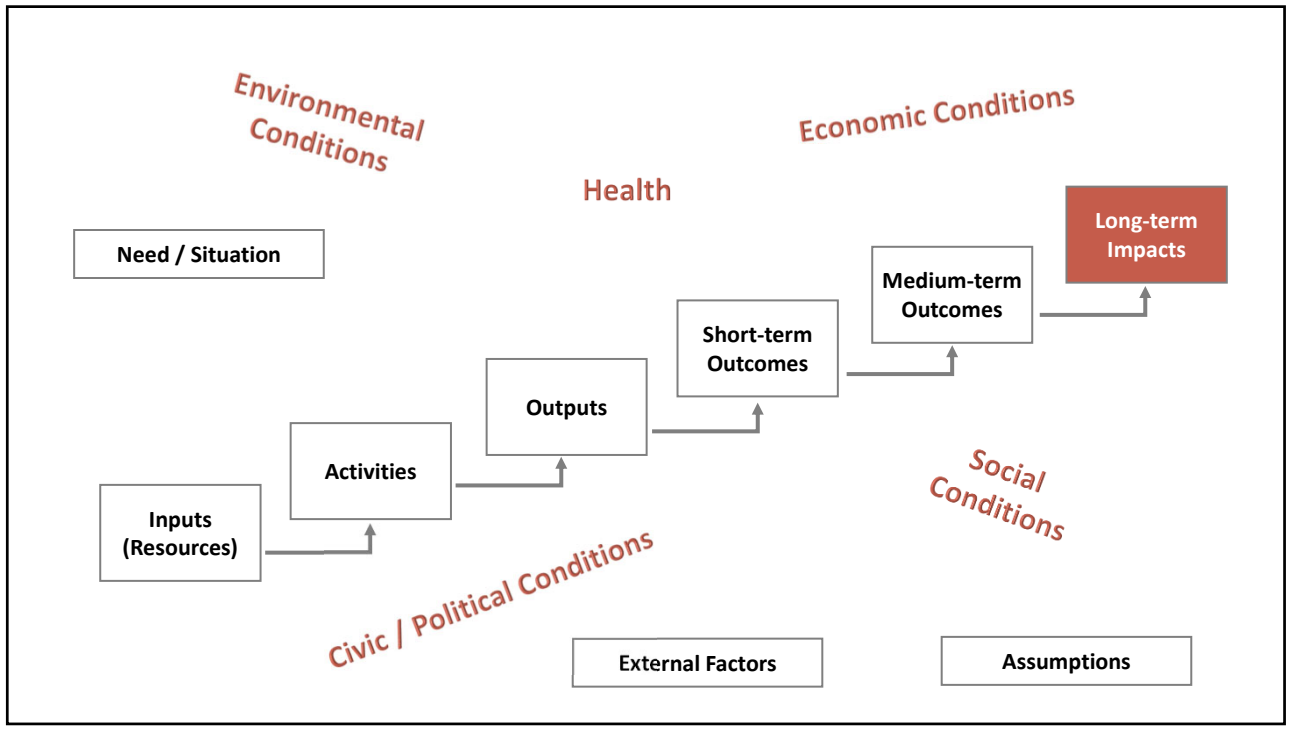 Environmental
Conditions
Economic Conditions
Health
Long-term
Impacts
Need / Situation
Medium-term
Outcomes
Short-term
Outcomes
Outputs
Activities
Social
Conditions
Inputs
(Resources)
Civic / Political Conditions
External Factors
Assumptions